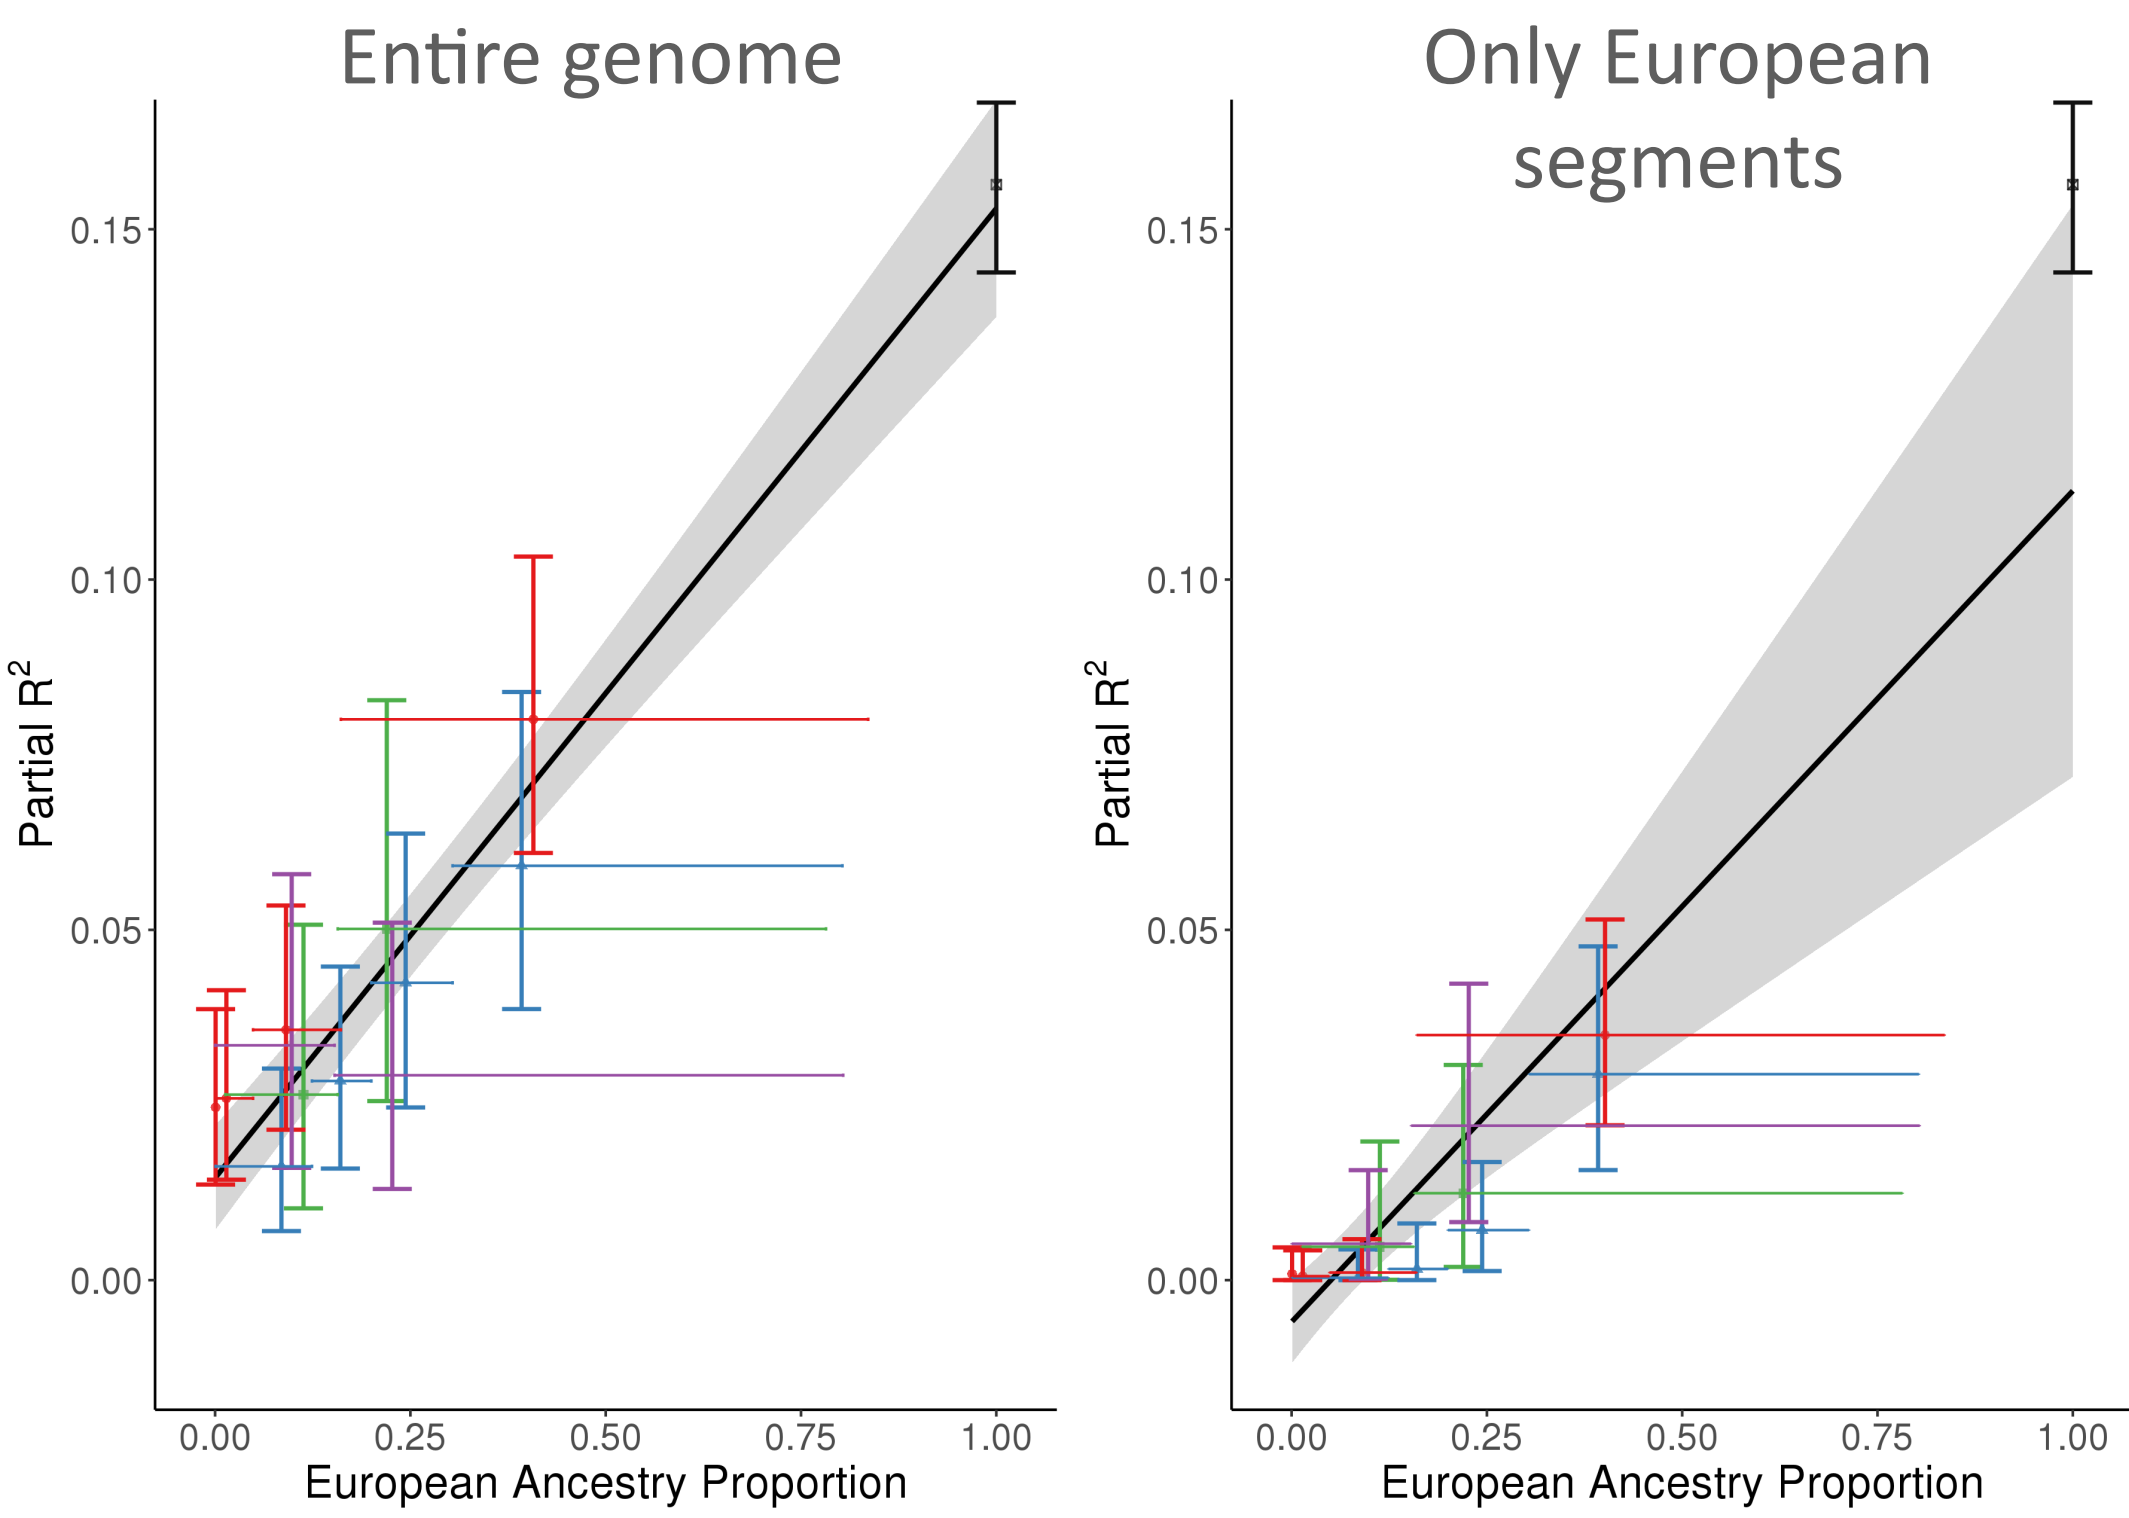 Entire genome
Partial R²
0.15
0.10
0.05
0.00
0.00 0.25 0.50 0.75 1.00
European Ancestry Proportion
Only European
segments
Partial R²
0.15
0.10
0.05
0.00
0.00 0.25 0.50 0.75 1.00
European Ancestry Proportion